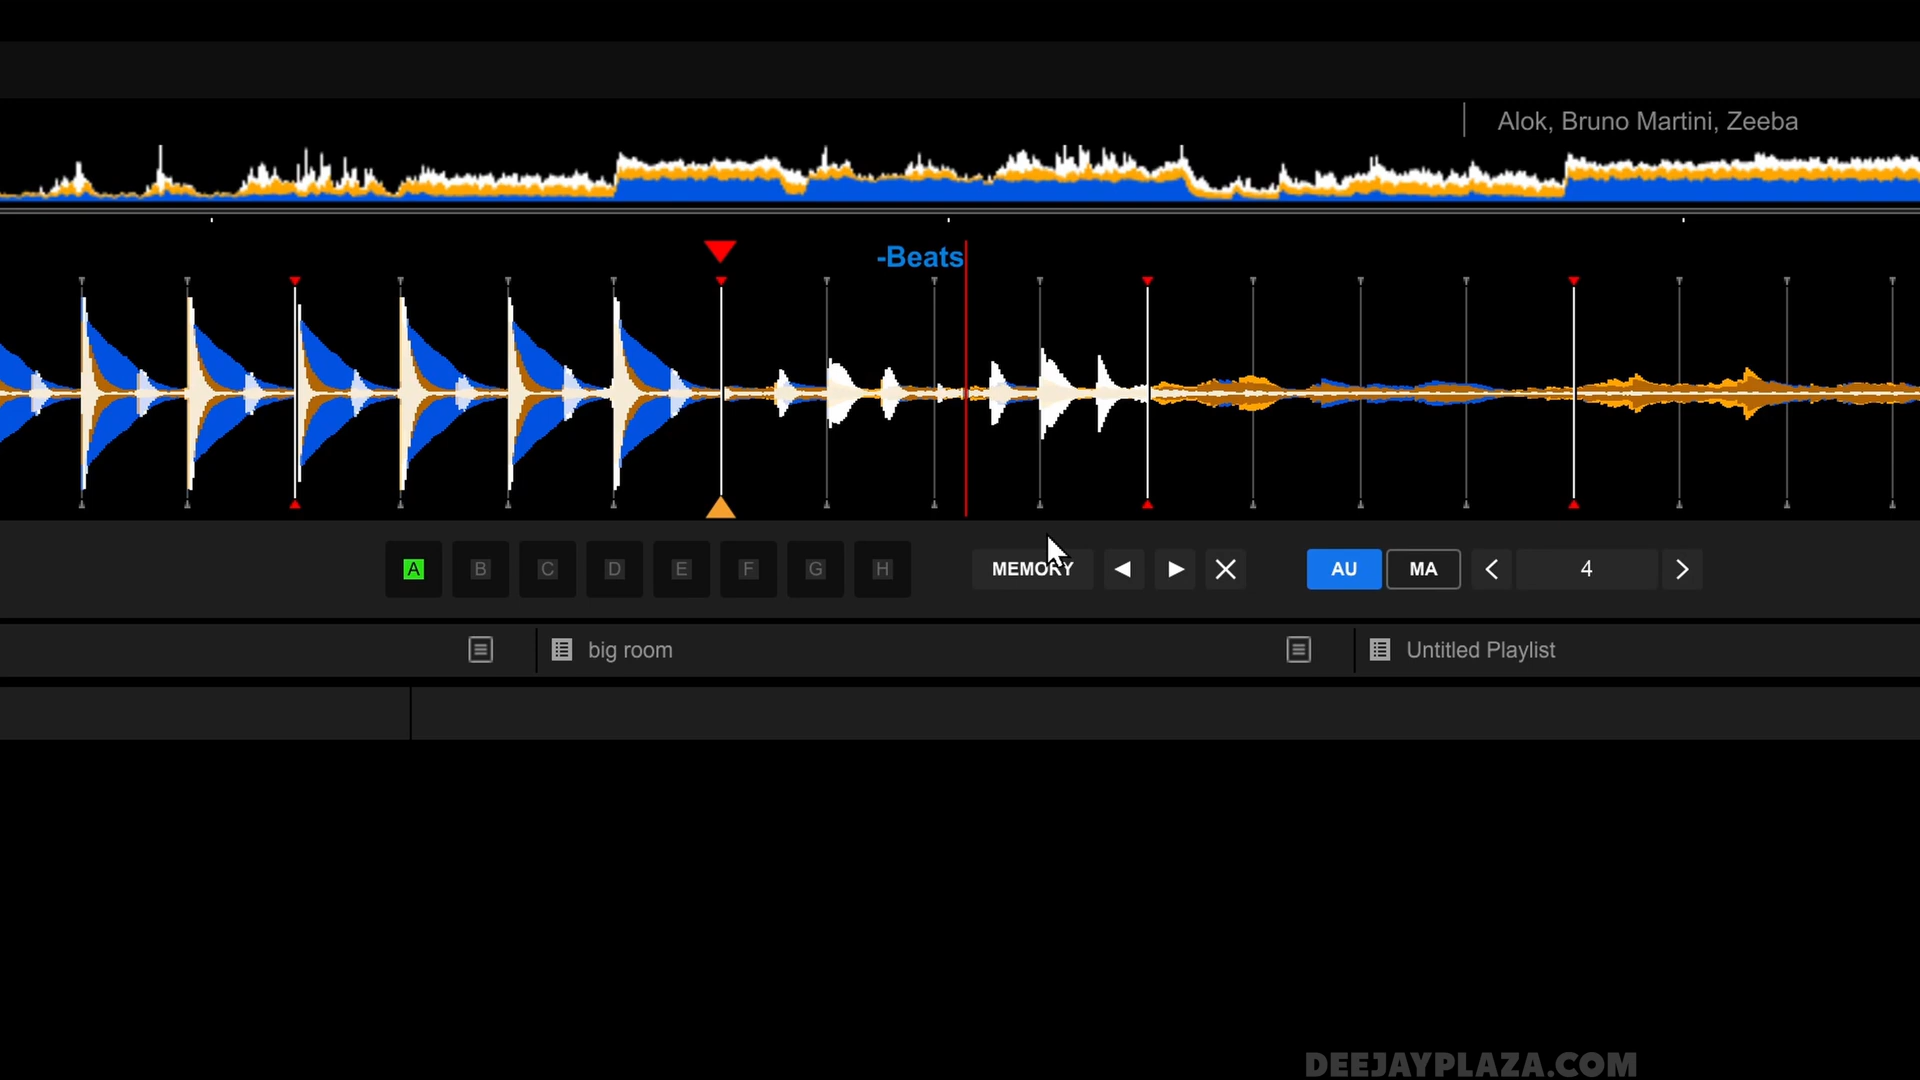 Alok, Bruno Martini, Zeeba
-Beats
A B C D E F G H MEMORY AU MA 4
big room Untitled Playlist
DEEJAYPLAZA.COM